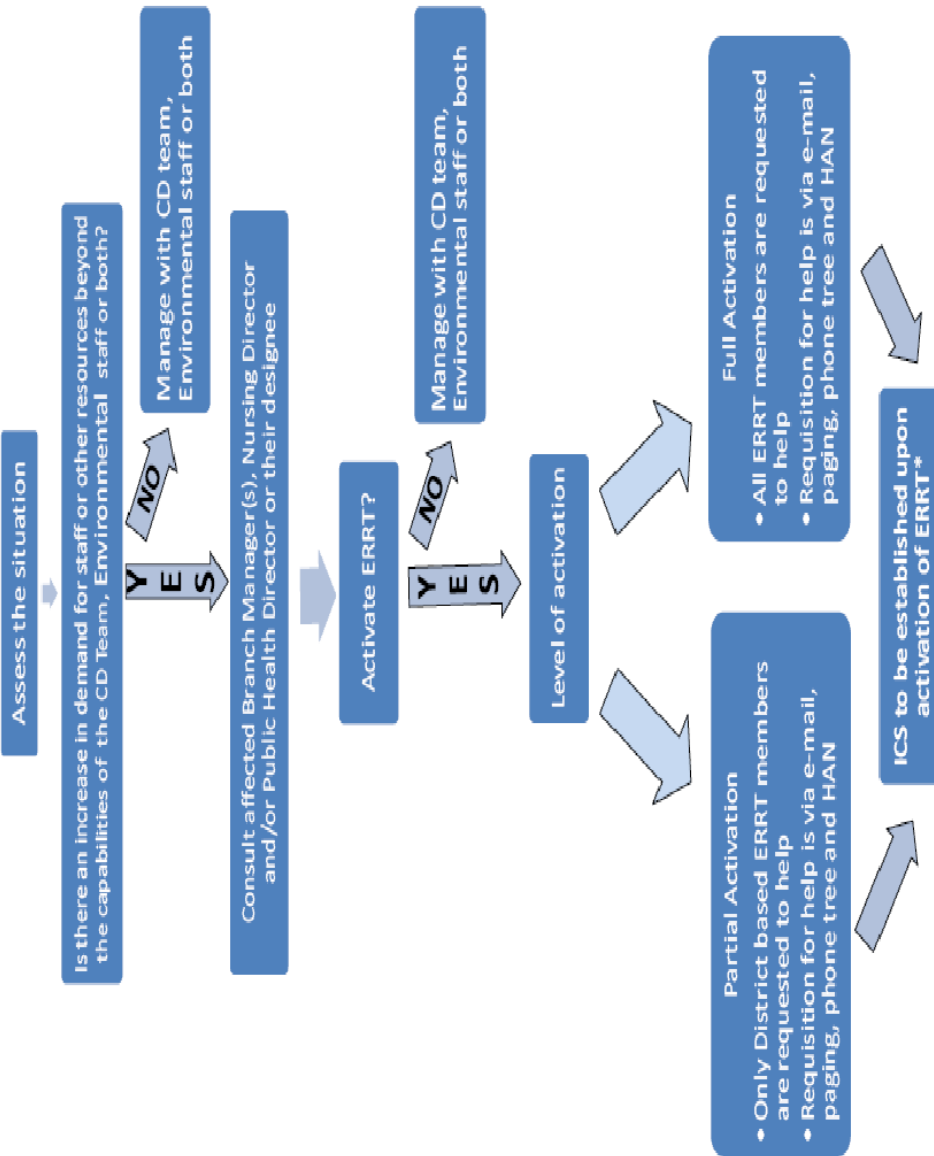 Assess the situation
Is there an increase in demand for staff or other resources beyond
the capabilities of the CD Team, Environmental staff or both?
NO
Manage with CD team,
Environmental staff or both
Y
E
S
Consult affected Branch Manager(s), Nursing Director
and/or Public Health Director or their designee
Activate ERRT?
NO
Manage with CD team,
Environmental staff or both
Y
E
S
Level of activation
Partial Activation
• Only District based ERRT members
are requested to help
• Requisition for help is via e-mail,
paging, phone tree and HAN
Full Activation
• All ERRT members are requested
to help
• Requisition for help is via e-mail,
paging, phone tree and HAN
ICS to be established upon
activation of ERRT*